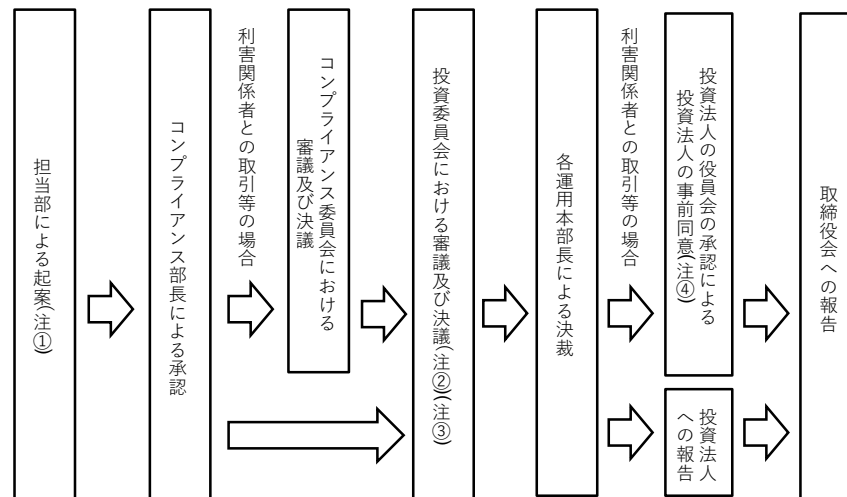 担当部による起案(注①)
コンプライアンス部長による承認
利害関係者との取引等の場合
コンプライアンス委員会における
審議及び決議
投資委員会における審議及び決議(注②)(注③)
各運用本部長による決裁
利害関係者との取引等の場合
投資法人の役員会の承認による
投資法人の事前同意(注④)
投資法人
への報告
取締役会への報告